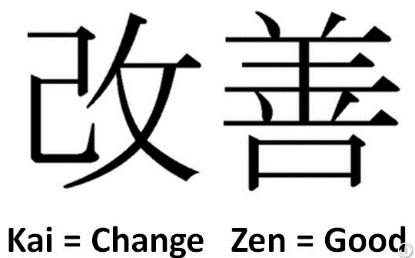 改善
Kai = Change Zen = Good